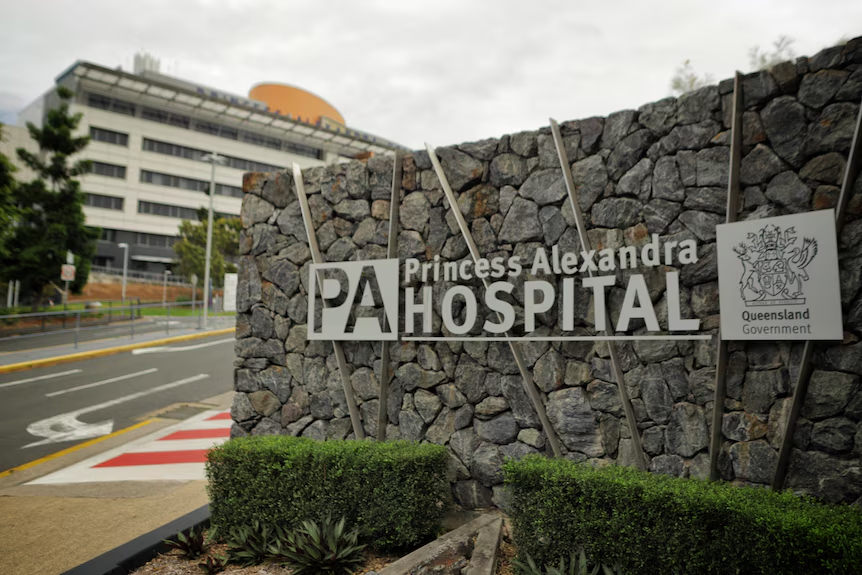 PA
Princess Alexandra
HOSPITAL
Queensland
Government